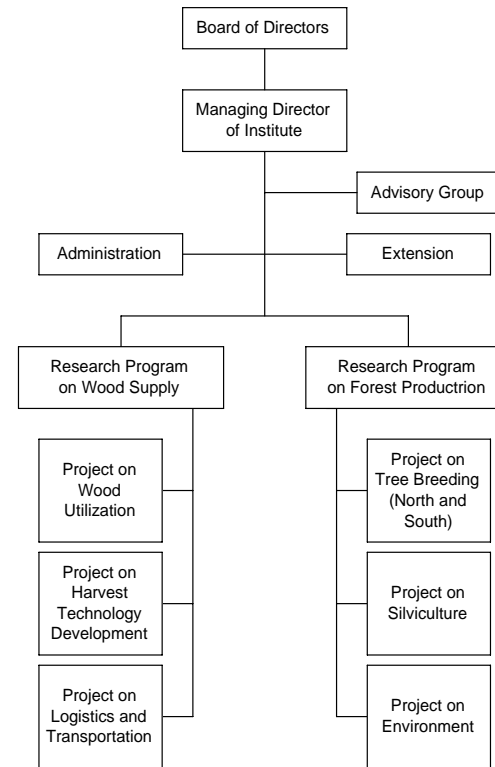 Board of Directors
Managing Director
of Institute
Advisory Group
Administration
Extension
Research Program
on Wood Supply
Research Program
on Forest Productrion
Project on
Wood
Utilization
Project on
Tree Breeding
(North and
South)
Project on
Harvest
Technology
Development
Project on
Silviculture
Project on
Logistics and
Transportation
Project on
Environment